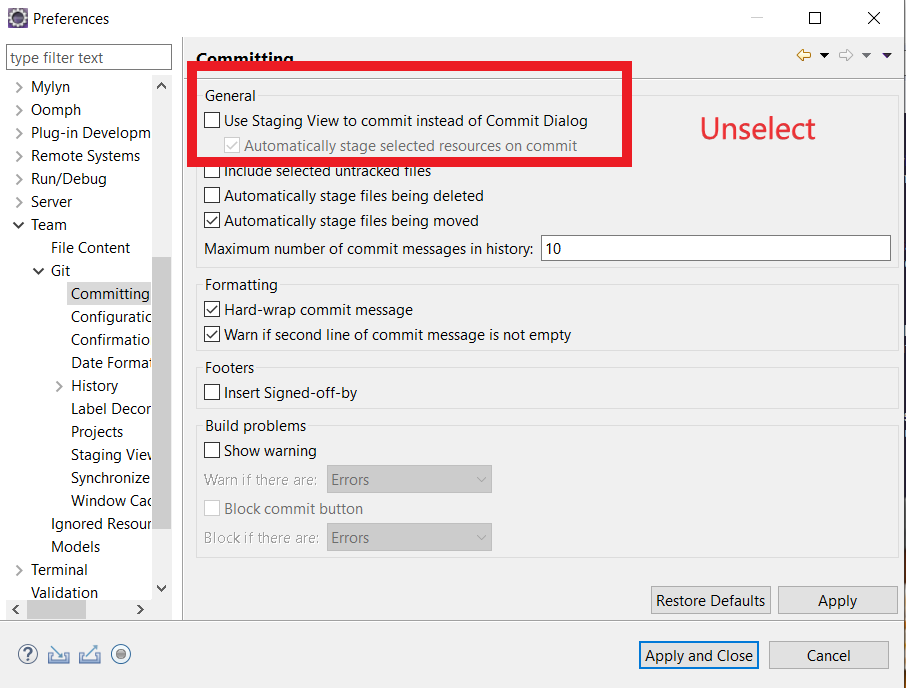 Preferences
type filter text
Mylyn
Oomph
Plug-in Developm
Remote Systems
Run/Debug
Server
Team
File Content
Git
Committing
Configuratic
Confirmatio
Date Format
History
Label Decor
Projects
Staging View
Synchronize
Window Cac
Ignored Resour
Models
Terminal
Validation
Committing
General
Use Staging View to commit instead of Commit Dialog
Automatically stage selected resources on commit
Unselect
Include selected untracked files
Automatically stage files being deleted
Automatically stage files being moved
Maximum number of commit messages in history: 10
Formatting
Hard-wrap commit message
Warn if second line of commit message is not empty
Footers
Insert Signed-off-by
Build problems
Show warning
Warn if there are: Errors
Block commit button
Block if there are: Errors
Restore Defaults Apply
Apply and Close Cancel